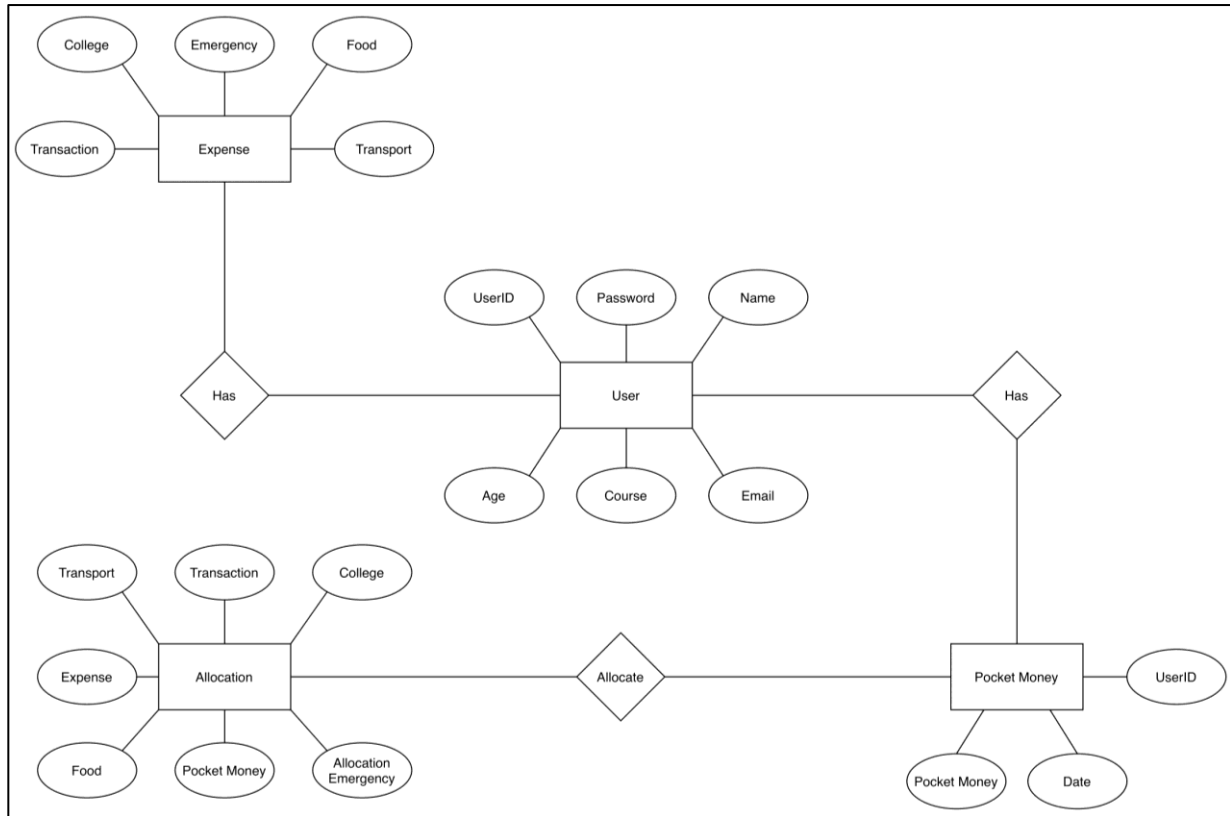 College
Emergency
Food
Transaction
Expense
Transport
UserID
Password
Name
Has
User
Has
Age
Course
Email
Transport
Transaction
College
Expense
Allocation
Allocate
Pocket Money
UserID
Food
Pocket Money
Allocation
Emergency
Pocket Money
Date